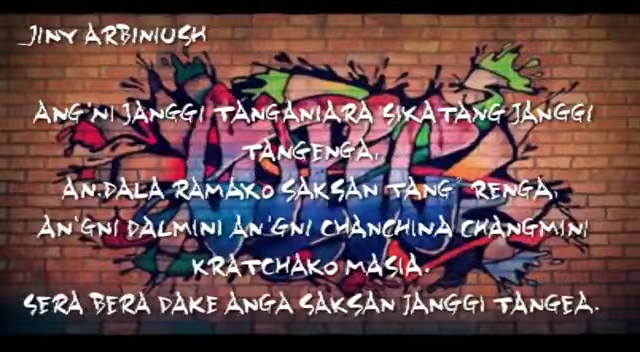 JINY ARBINIUSH
ANG'NI JANGGI TANGANIARA SIKATANG JANGGI
TANGENGA,
AN.DALA RAMAKO SAKSAN TANG' RENGA,
AN'GNI DALMINI AN'GNI CHANCHINA CHANGMINI
KRATCHAKO MASIA.
SERA BERA DAKE ANGA SAKSAN JANGGI TANGEA.